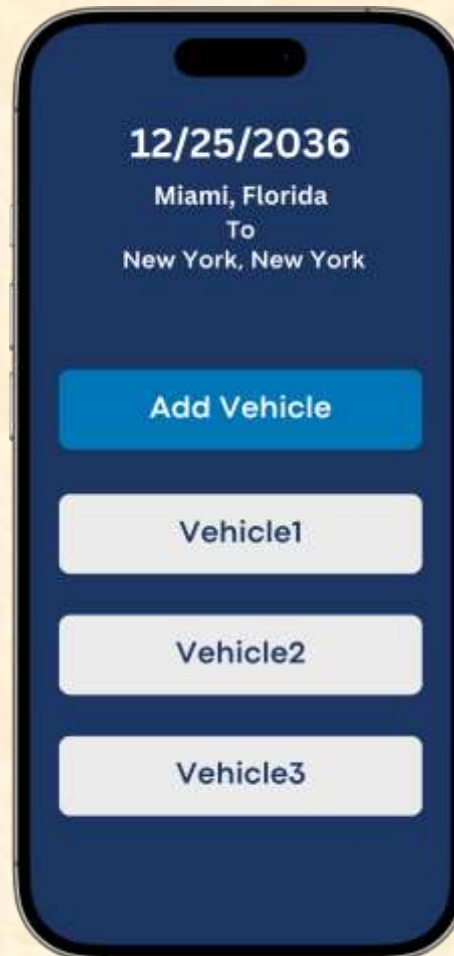 12/25/2036
Miami, Florida
To
New York, New York
Add Vehicle
Vehicle1
Vehicle2
Vehicle3